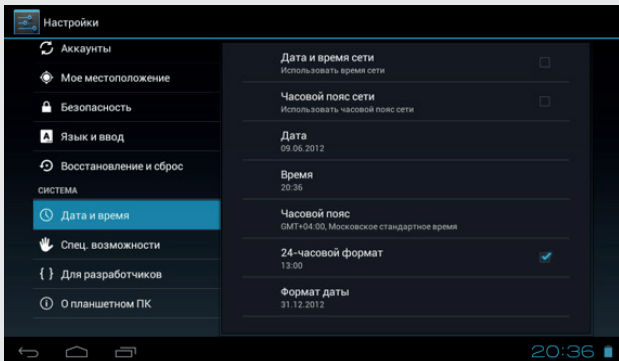 Настройки
Аккаунты
Мое местоположение
Безопасность
A Язык и ввод
Восстановление и сброс
СИСТЕМА
Дата и время
Спец. возможности
{ } Для разработчиков
О планшетном ПК
Дата и время сети
Использовать время сети
Часовой пояс сети
Использовать часовой пояс сети
Дата
09.06.2012
Время
20:36
Часовой пояс
GMT+04:00, Московское стандартное время
24-часовой формат
13:00
Формат даты
31.12.2012
20:36